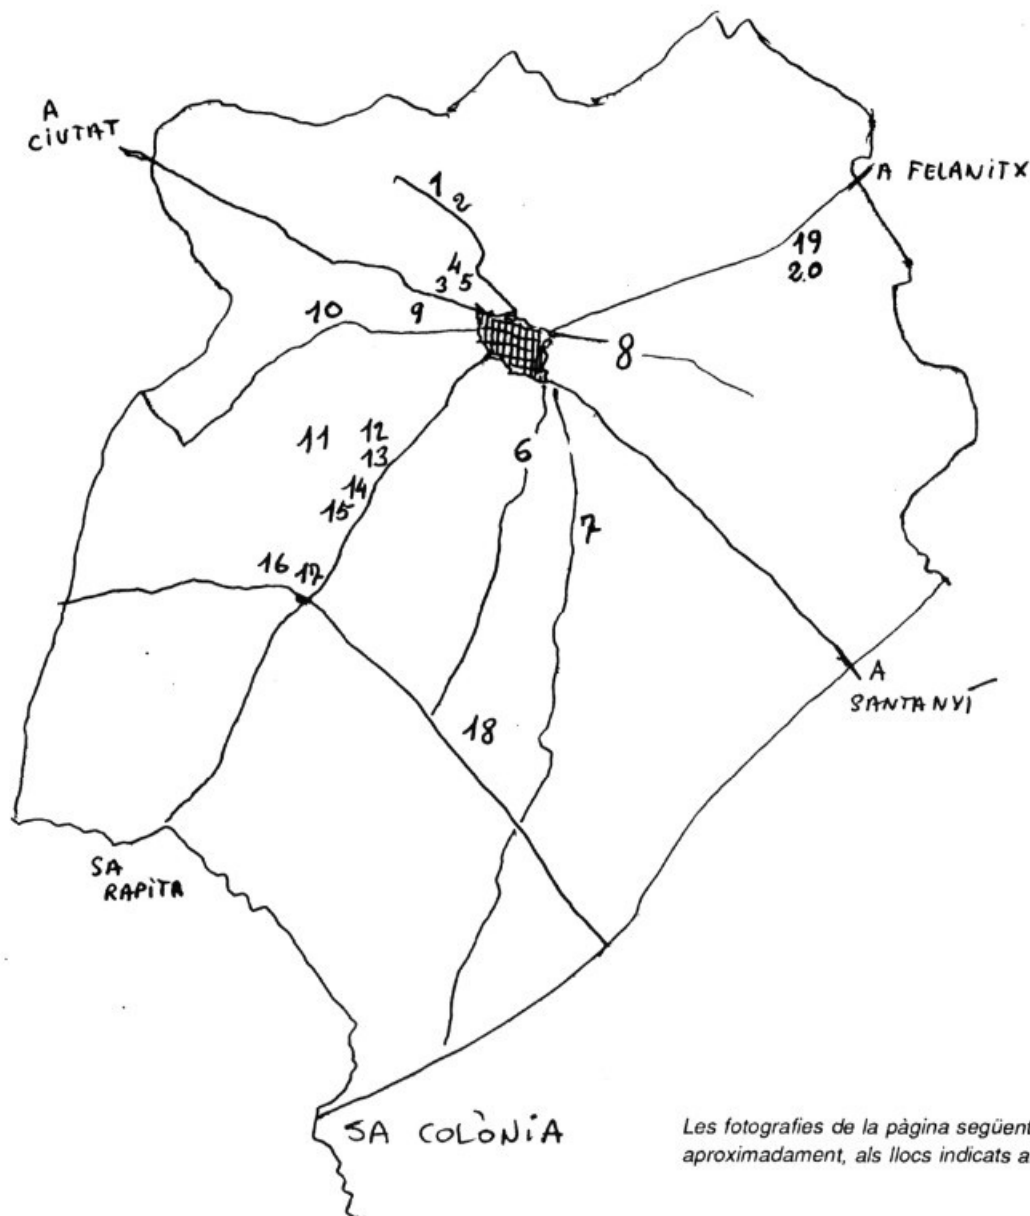 A
CIUTAT
A FELANITX
1
2
19
20
4
3 5
10
9
8
11
12
13
6
14
15
7
16
17
A
SANTANYÍ
18
SA
RAPITA
SA COLÒNIA
Les fotografies de la pàgina següent
aproximadament, als llocs indicats a